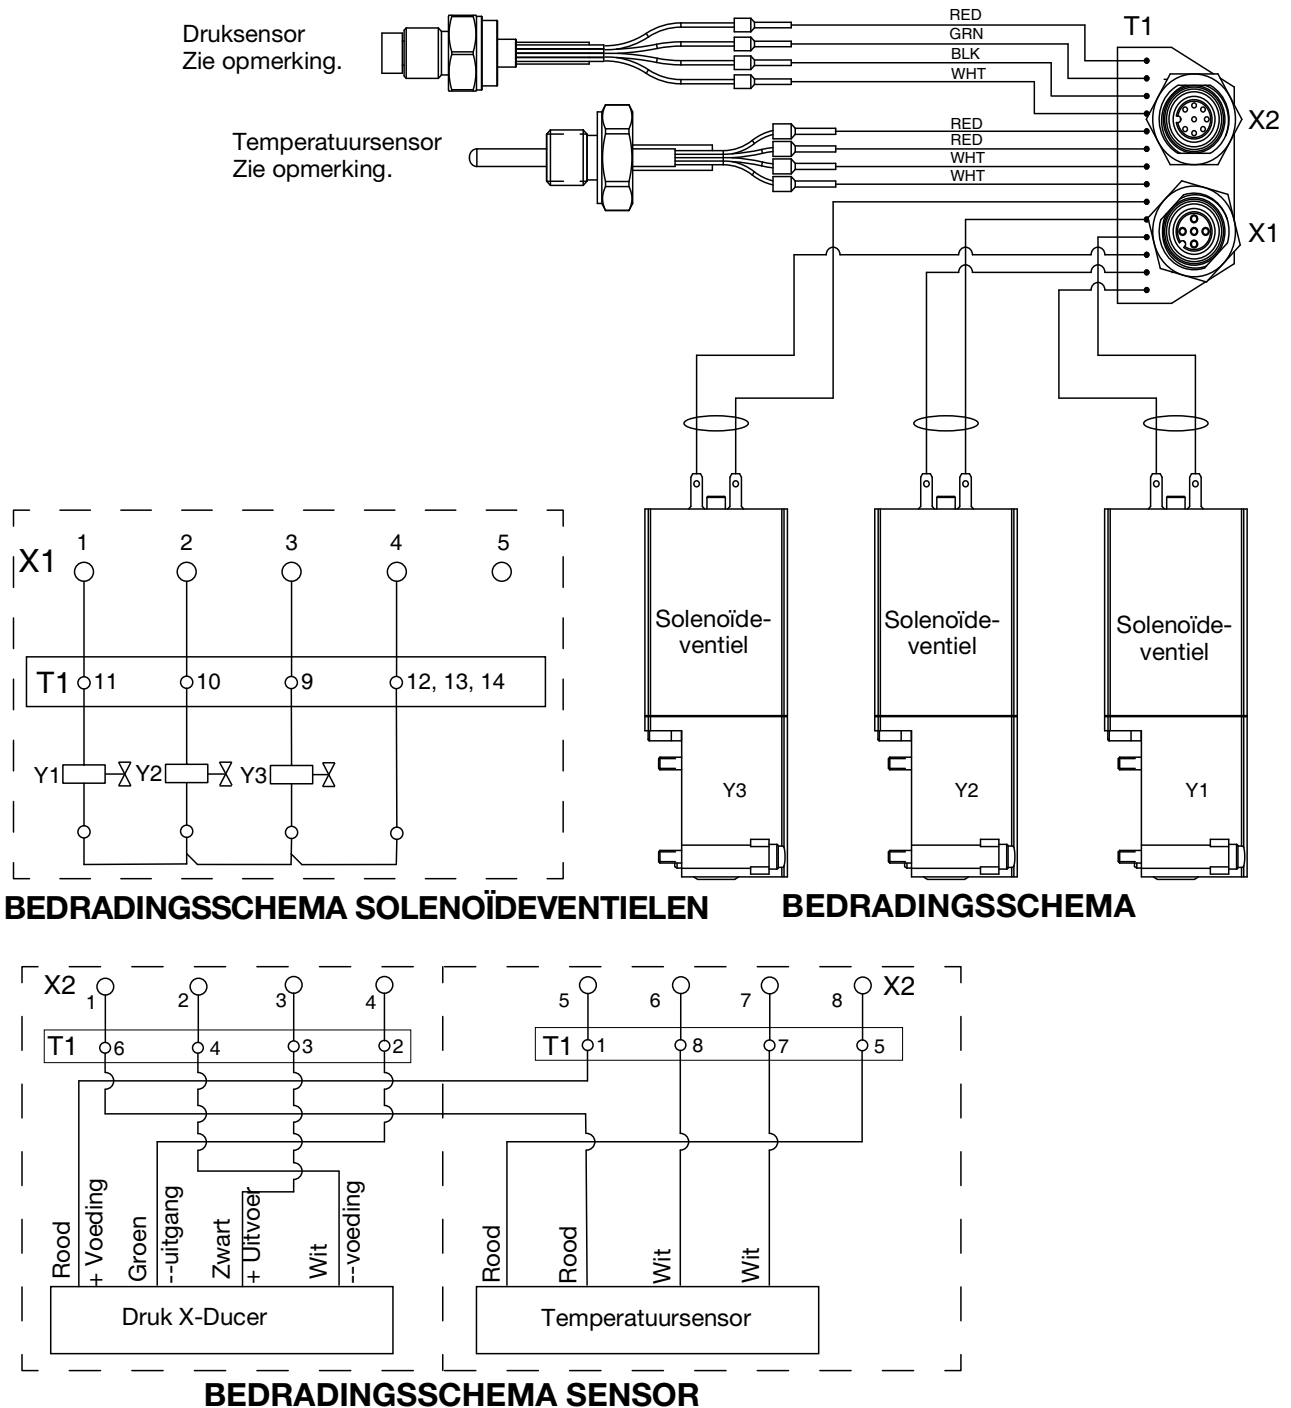 Druksensor
Zie opmerking.
RED
GRN
BLK
WHT
T1
X2
Temperatuursensor
Zie opmerking.
RED
RED
WHT
WHT
X1
X1
1 2 3 4 5
T1 11 10 9 12, 13, 14
Y1 Y2 Y3
Solenoïde-
ventiel
Solenoïde-
ventiel
Solenoïde-
ventiel
Y3
Y2
Y1
BEDRADINGSSCHEMA SOLENOÏDEVENTIELEN
BEDRADINGSSCHEMA
X2 1 2 3 4
5 6 7 8 X2
T1 6 4 3 2
T1 1 8 7 5
Rood
+ Voeding
Groen
--uitgang
Zwart
+ Uitvoer
Wit
--voeding
Rood
Rood
Wit
Wit
Druk X-Ducer
Temperatuursensor
BEDRADINGSSCHEMA SENSOR